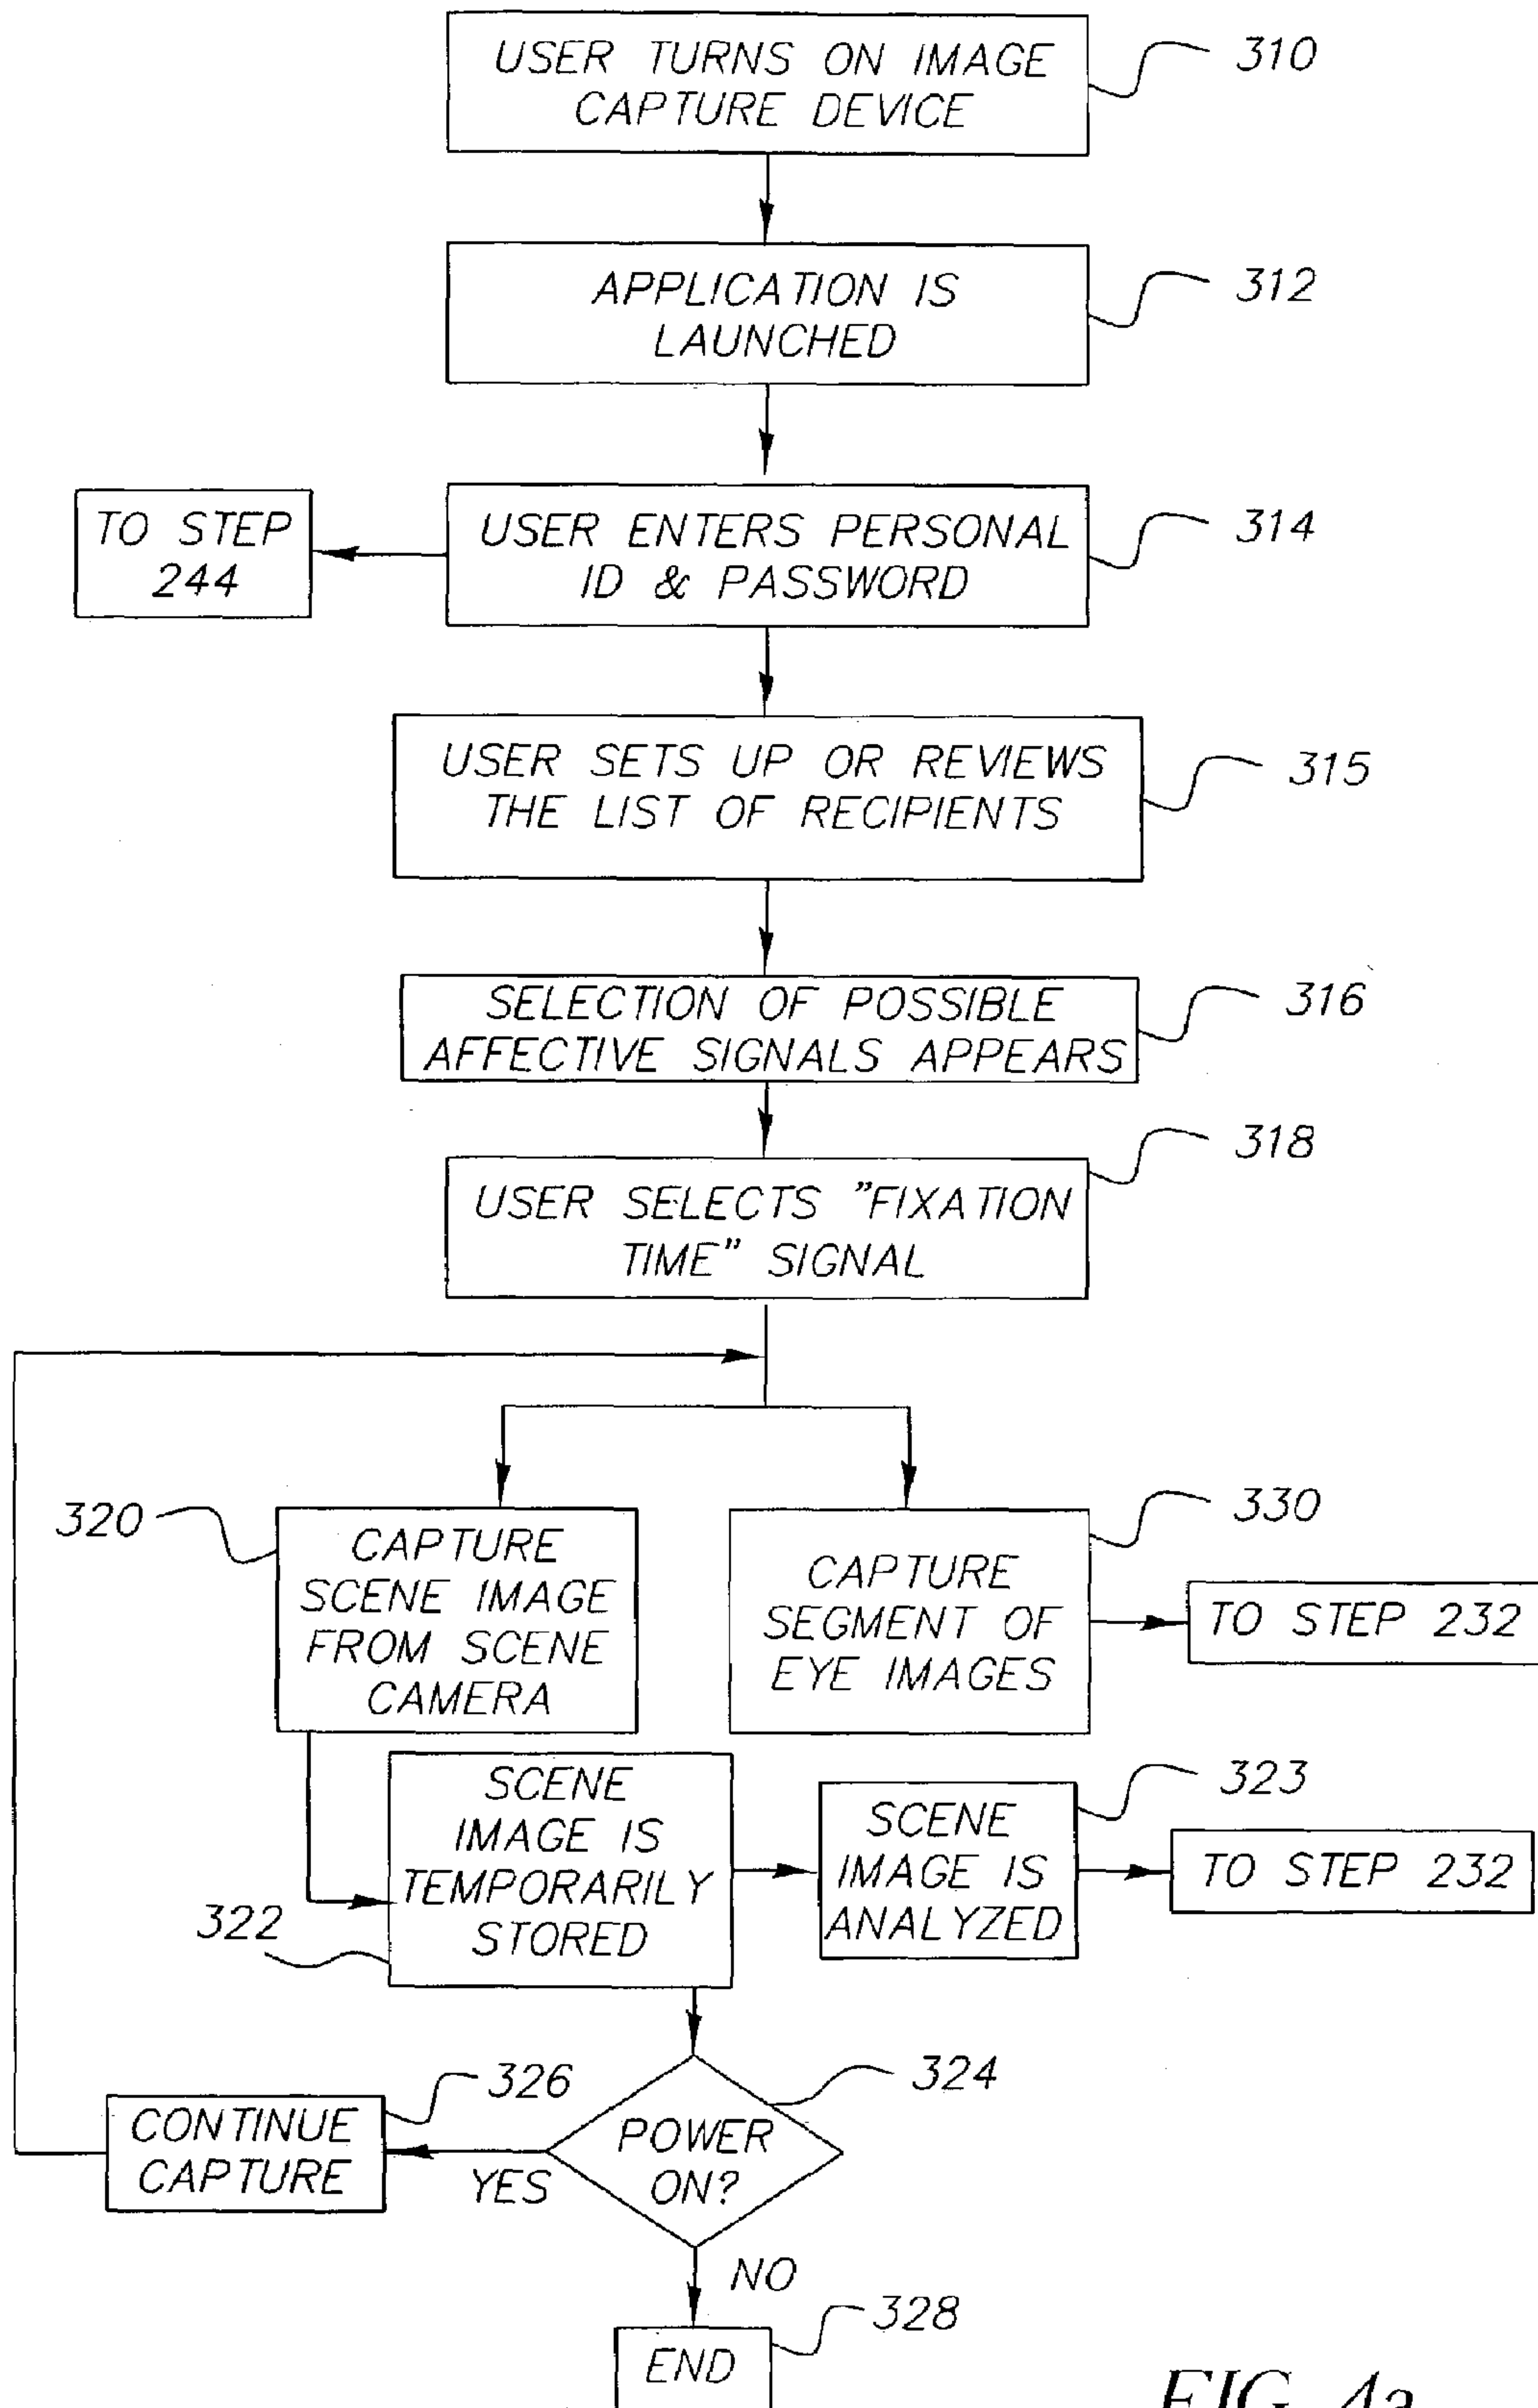 USER TURNS ON IMAGE
CAPTURE DEVICE
310
APPLICATION IS
LAUNCHED
312
TO STEP
244
USER ENTERS PERSONAL
ID & PASSWORD
314
USER SETS UP OR REVIEWS
THE LIST OF RECIPIENTS
315
SELECTION OF POSSIBLE
AFFECTIVE SIGNALS APPEARS
316
USER SELECTS "FIXATION
TIME" SIGNAL
318
320
CAPTURE
SCENE IMAGE
FROM SCENE
CAMERA
330
CAPTURE
SEGMENT OF
EYE IMAGES
TO STEP 232
322
SCENE
IMAGE IS
TEMPORARILY
STORED
323
SCENE
IMAGE IS
ANALYZED
TO STEP 232
324
POWER
ON?
326
CONTINUE
CAPTURE
YES
NO
328
END
FIG. 4a